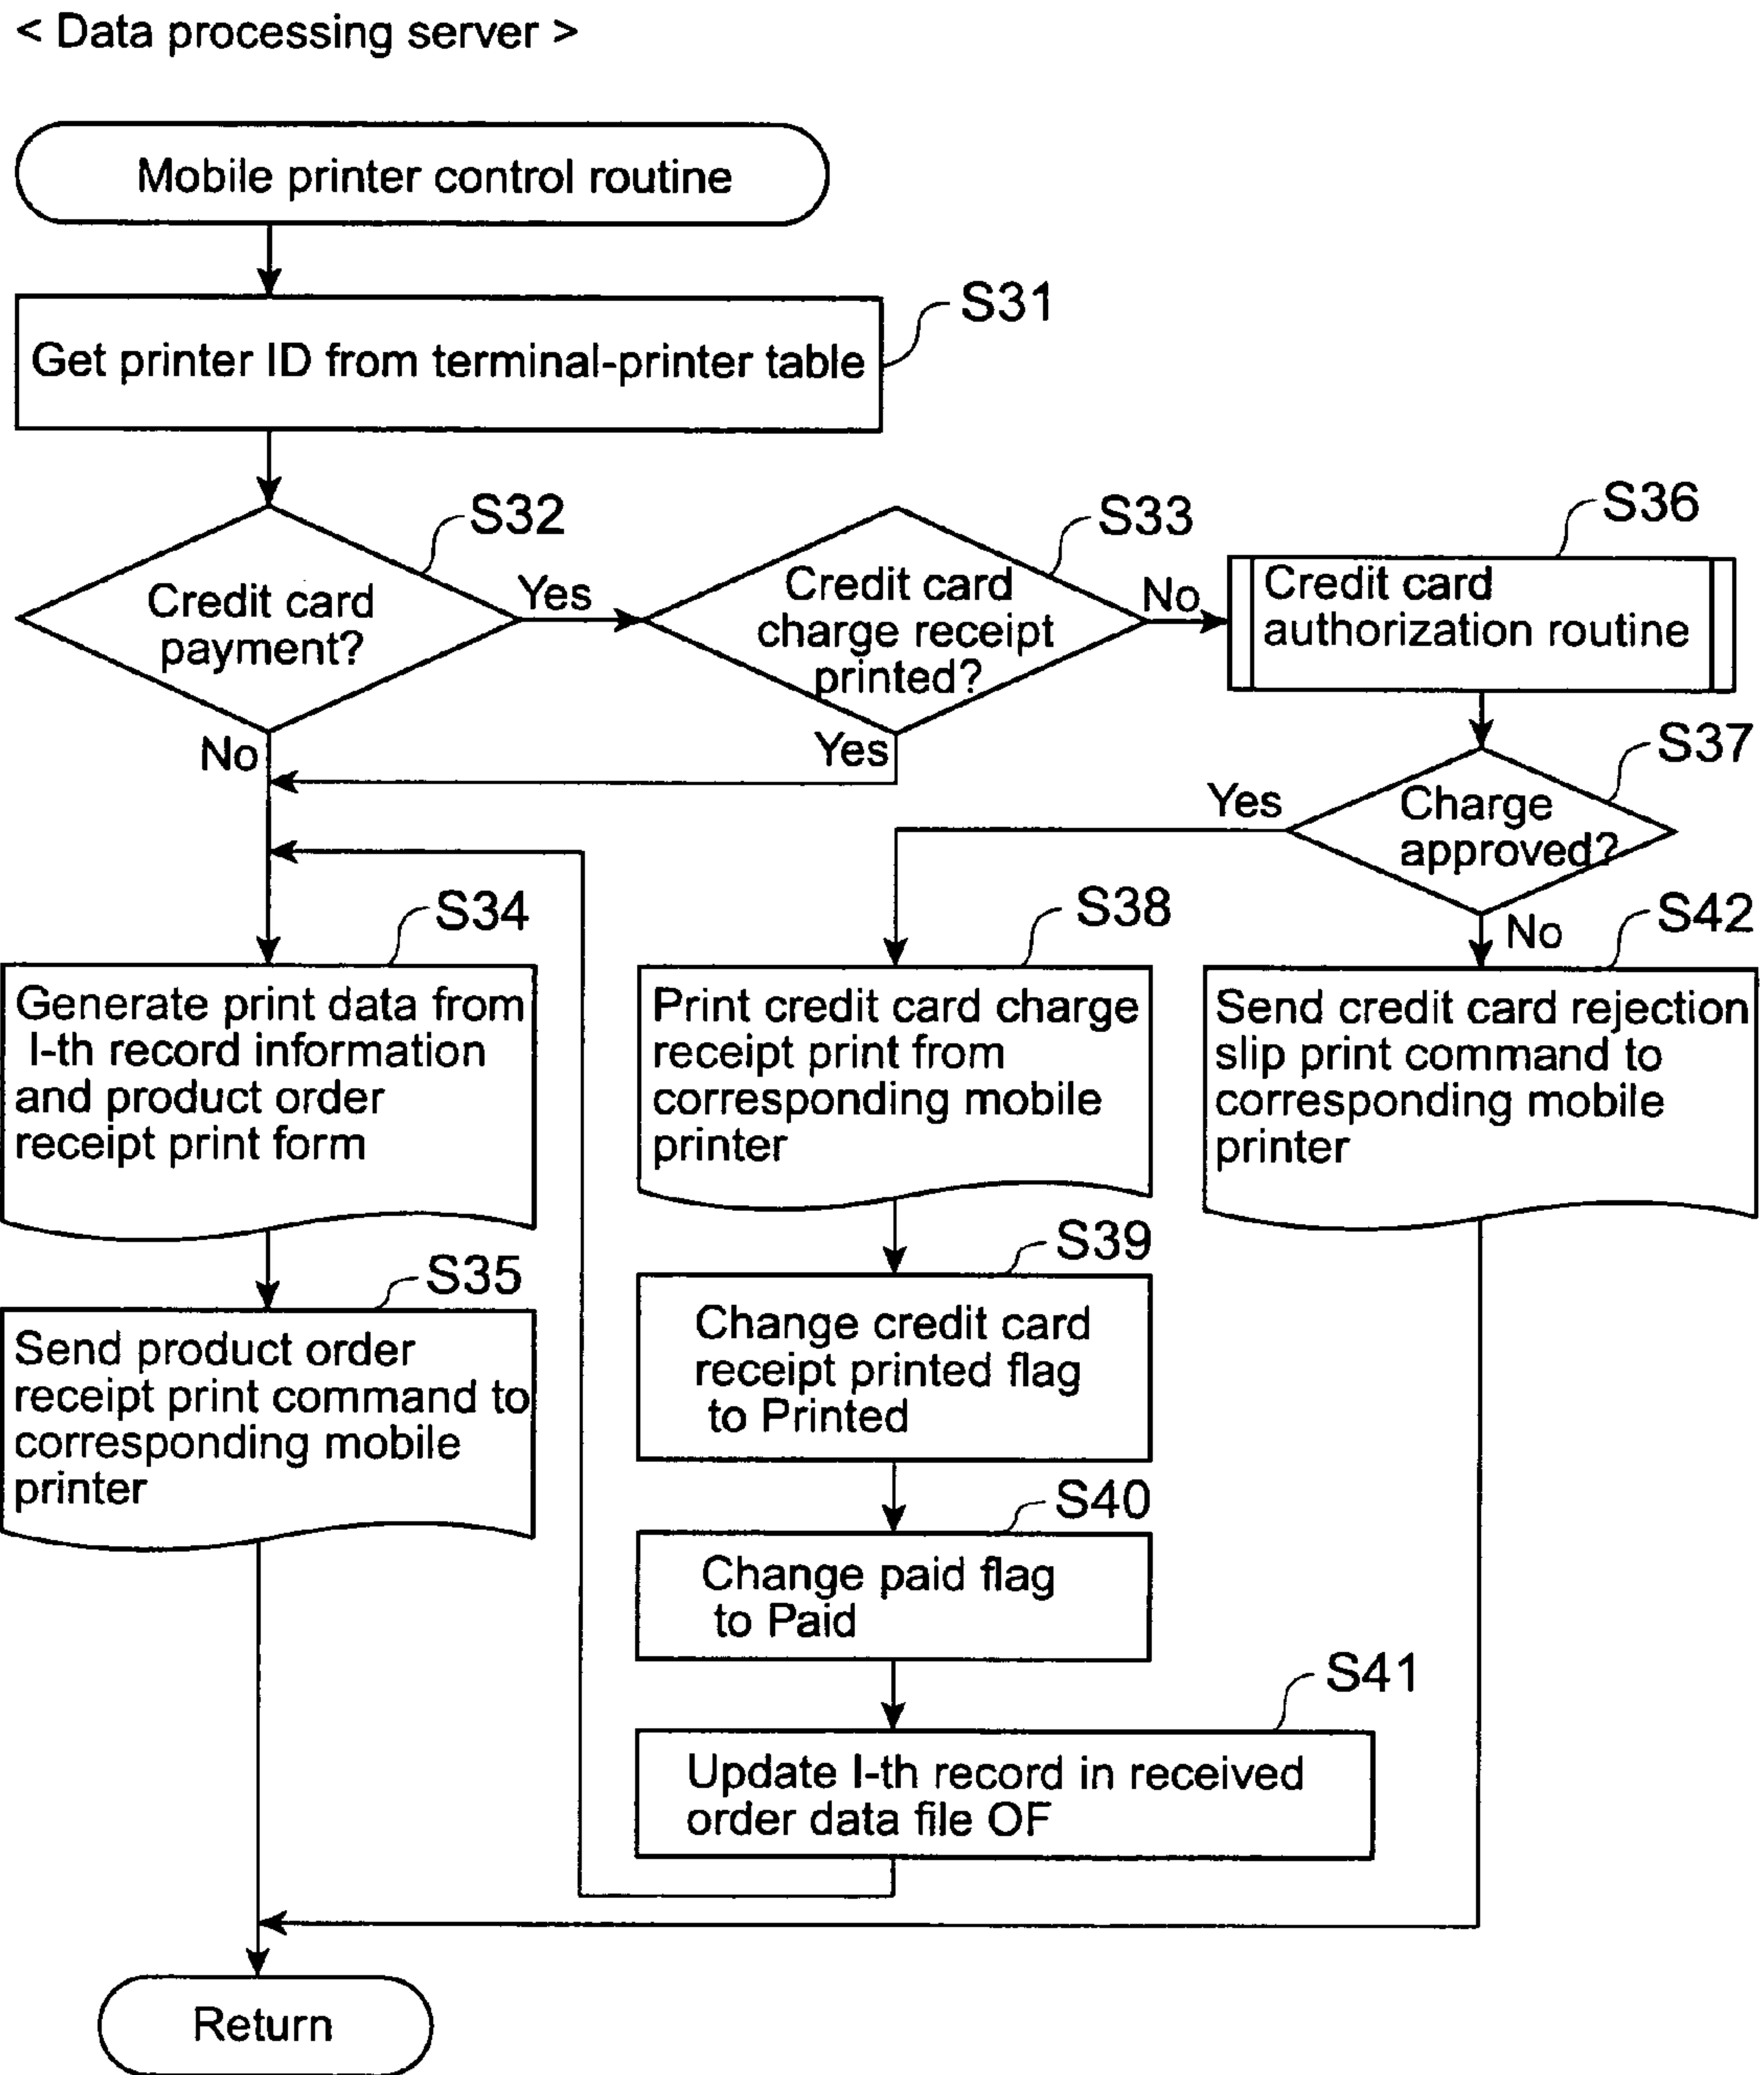 < Data processing server >
Mobile printer control routine
S31
Get printer ID from terminal-printer table
S32
Credit card
payment?
Yes
No
S33
Credit card
charge receipt
printed?
No
Yes
S36
Credit card
authorization routine
S37
Charge
approved?
Yes
No
S34
Generate print data from
I-th record information
and product order
receipt print form
S35
Send product order
receipt print command to
corresponding mobile
printer
S38
Print credit card charge
receipt print from
corresponding mobile
printer
S39
Change credit card
receipt printed flag
to Printed
S40
Change paid flag
to Paid
S41
Update I-th record in received
order data file OF
S42
Send credit card rejection
slip print command to
corresponding mobile
printer
Return